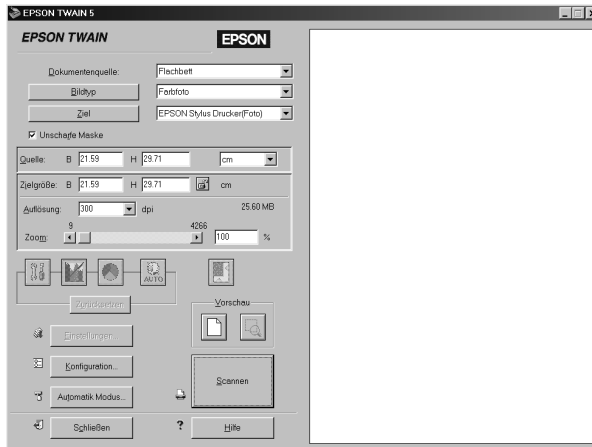 EPSON TWAIN 5
EPSON TWAIN
EPSON
Dokumentenquelle: Flachbett
Bildtyp Farbfoto
Ziel EPSON Stylus Drucker(Foto)
Unscharfe Maske
Quelle: B 21.59 H 29.71 cm
Zielgröße: B 21.59 H 29.71 cm
Auflösung: 300 dpi 25.60 MB
9 4266
Zoom: 100 %
AUTO
Zurücksetzen
Vorschau
Einstellungen...
Konfiguration...
Scannen
Automatik Modus...
Schließen
? Hilfe